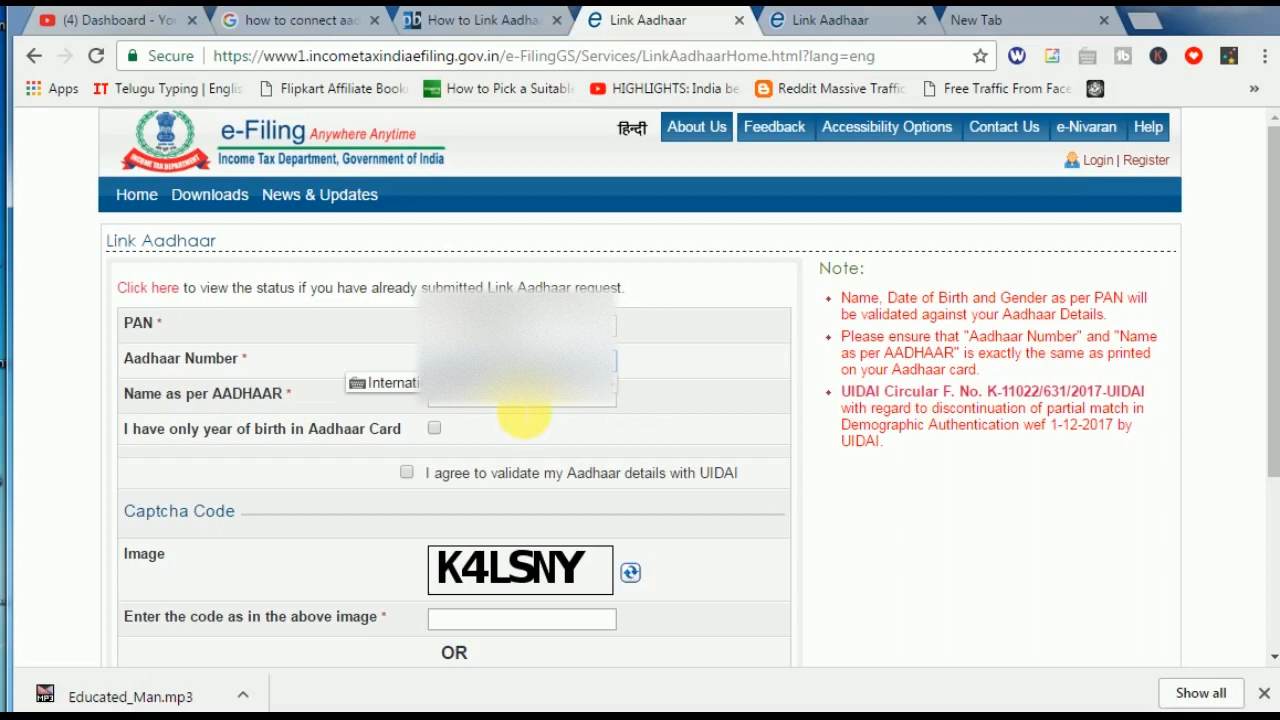 (4) Dashboard - Yo
how to connect aad
How to Link Aadha
Link Aadhaar
Link Aadhaar
New Tab
Secure
https://www1.incometaxindiaefiling.gov.in/e-FilingGS/Services/LinkAadhaarHome.html?lang=eng
Apps
IT Telugu Typing | Englis
Flipkart Affiliate Boo
How to Pick a Suitabl
HIGHLIGHTS: India be
Reddit Massive Traffic
Free Traffic From Face
»
e-Filing Anywhere Anytime
Income Tax Department, Government of India
INCOME TAX DEPARTMENT
हिन्दी
About Us
Feedback
Accessibility Options
Contact Us
e-Nivaran
Help
Login | Register
Home
Downloads
News & Updates
Link Aadhaar
Click here to view the status if you have already submitted Link Aadhaar request.
PAN *
Aadhaar Number *
Internati
Name as per AADHAAR *
I have only year of birth in Aadhaar Card
I agree to validate my Aadhaar details with UIDAI
Captcha Code
Image
K4LSNY
Enter the code as in the above image *
OR
Note:
Name, Date of Birth and Gender as per PAN will
be validated against your Aadhaar Details.
Please ensure that "Aadhaar Number" and "Name
as per AADHAAR" is exactly the same as printed
on your Aadhaar card.
UIDAI Circular F. No. K-11022/631/2017-UIDAI
with regard to discontinuation of partial match in
Demographic Authentication wef 1-12-2017 by
UIDAI.
MP3
Educated_Man.mp3
Show all